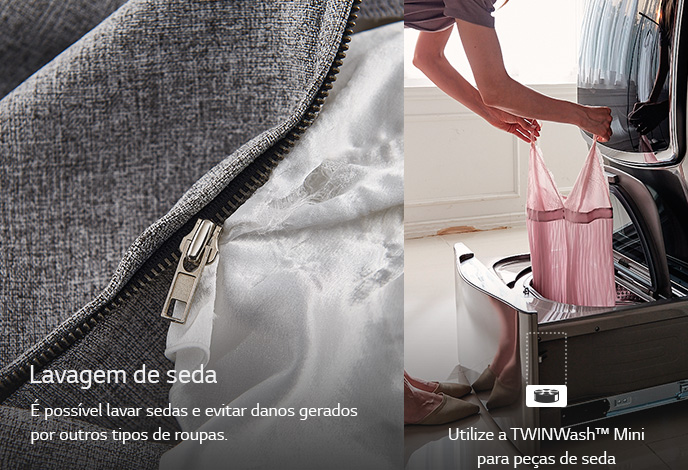 Lavagem de seda
É possível lavar sedas e evitar danos gerados
por outros tipos de roupas.
Utilize a TWINWash™ Mini
para peças de seda